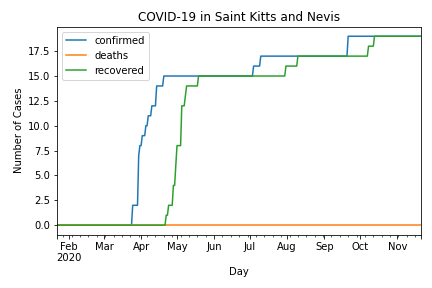 COVID-19 in Saint Kitts and Nevis
confirmed
deaths
recovered
Number of Cases
17.5
15.0
12.5
10.0
7.5
5.0
2.5
0.0
Feb Mar Apr May Jun Jul Aug Sep Oct Nov
2020
Day